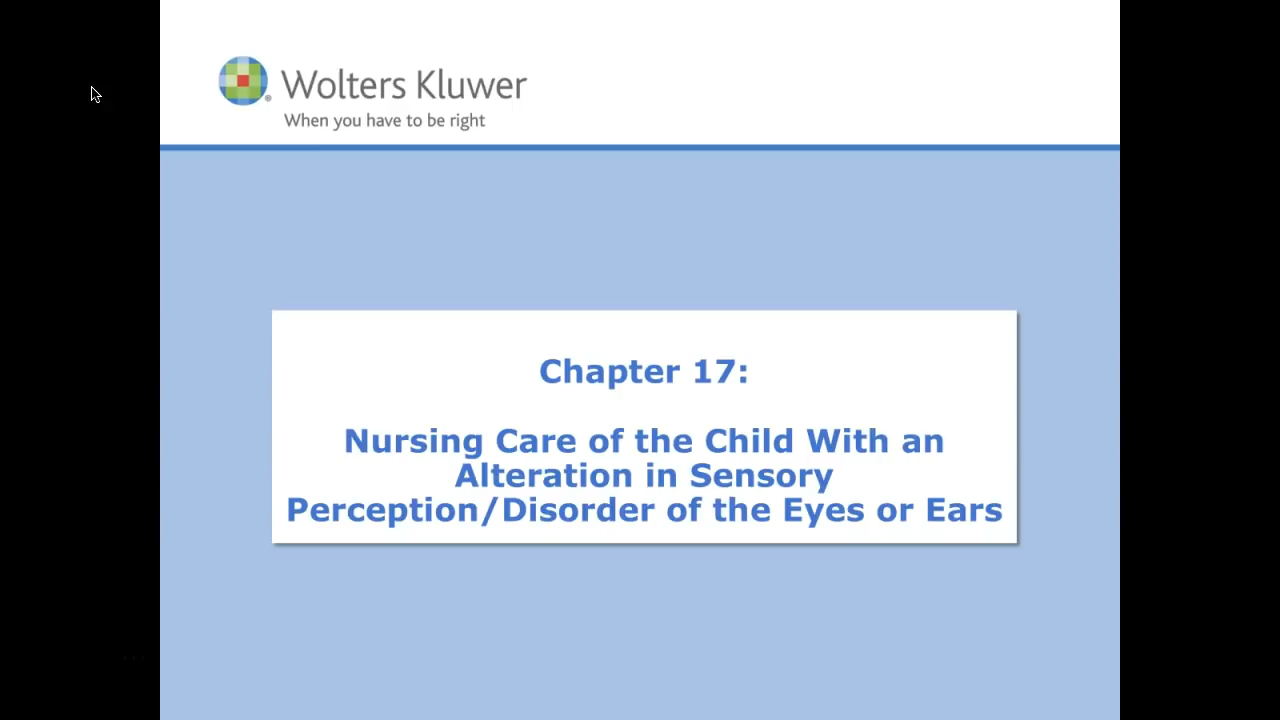 Wolters Kluwer
When you have to be right
Chapter 17:
Nursing Care of the Child With an
Alteration in Sensory
Perception/Disorder of the Eyes or Ears